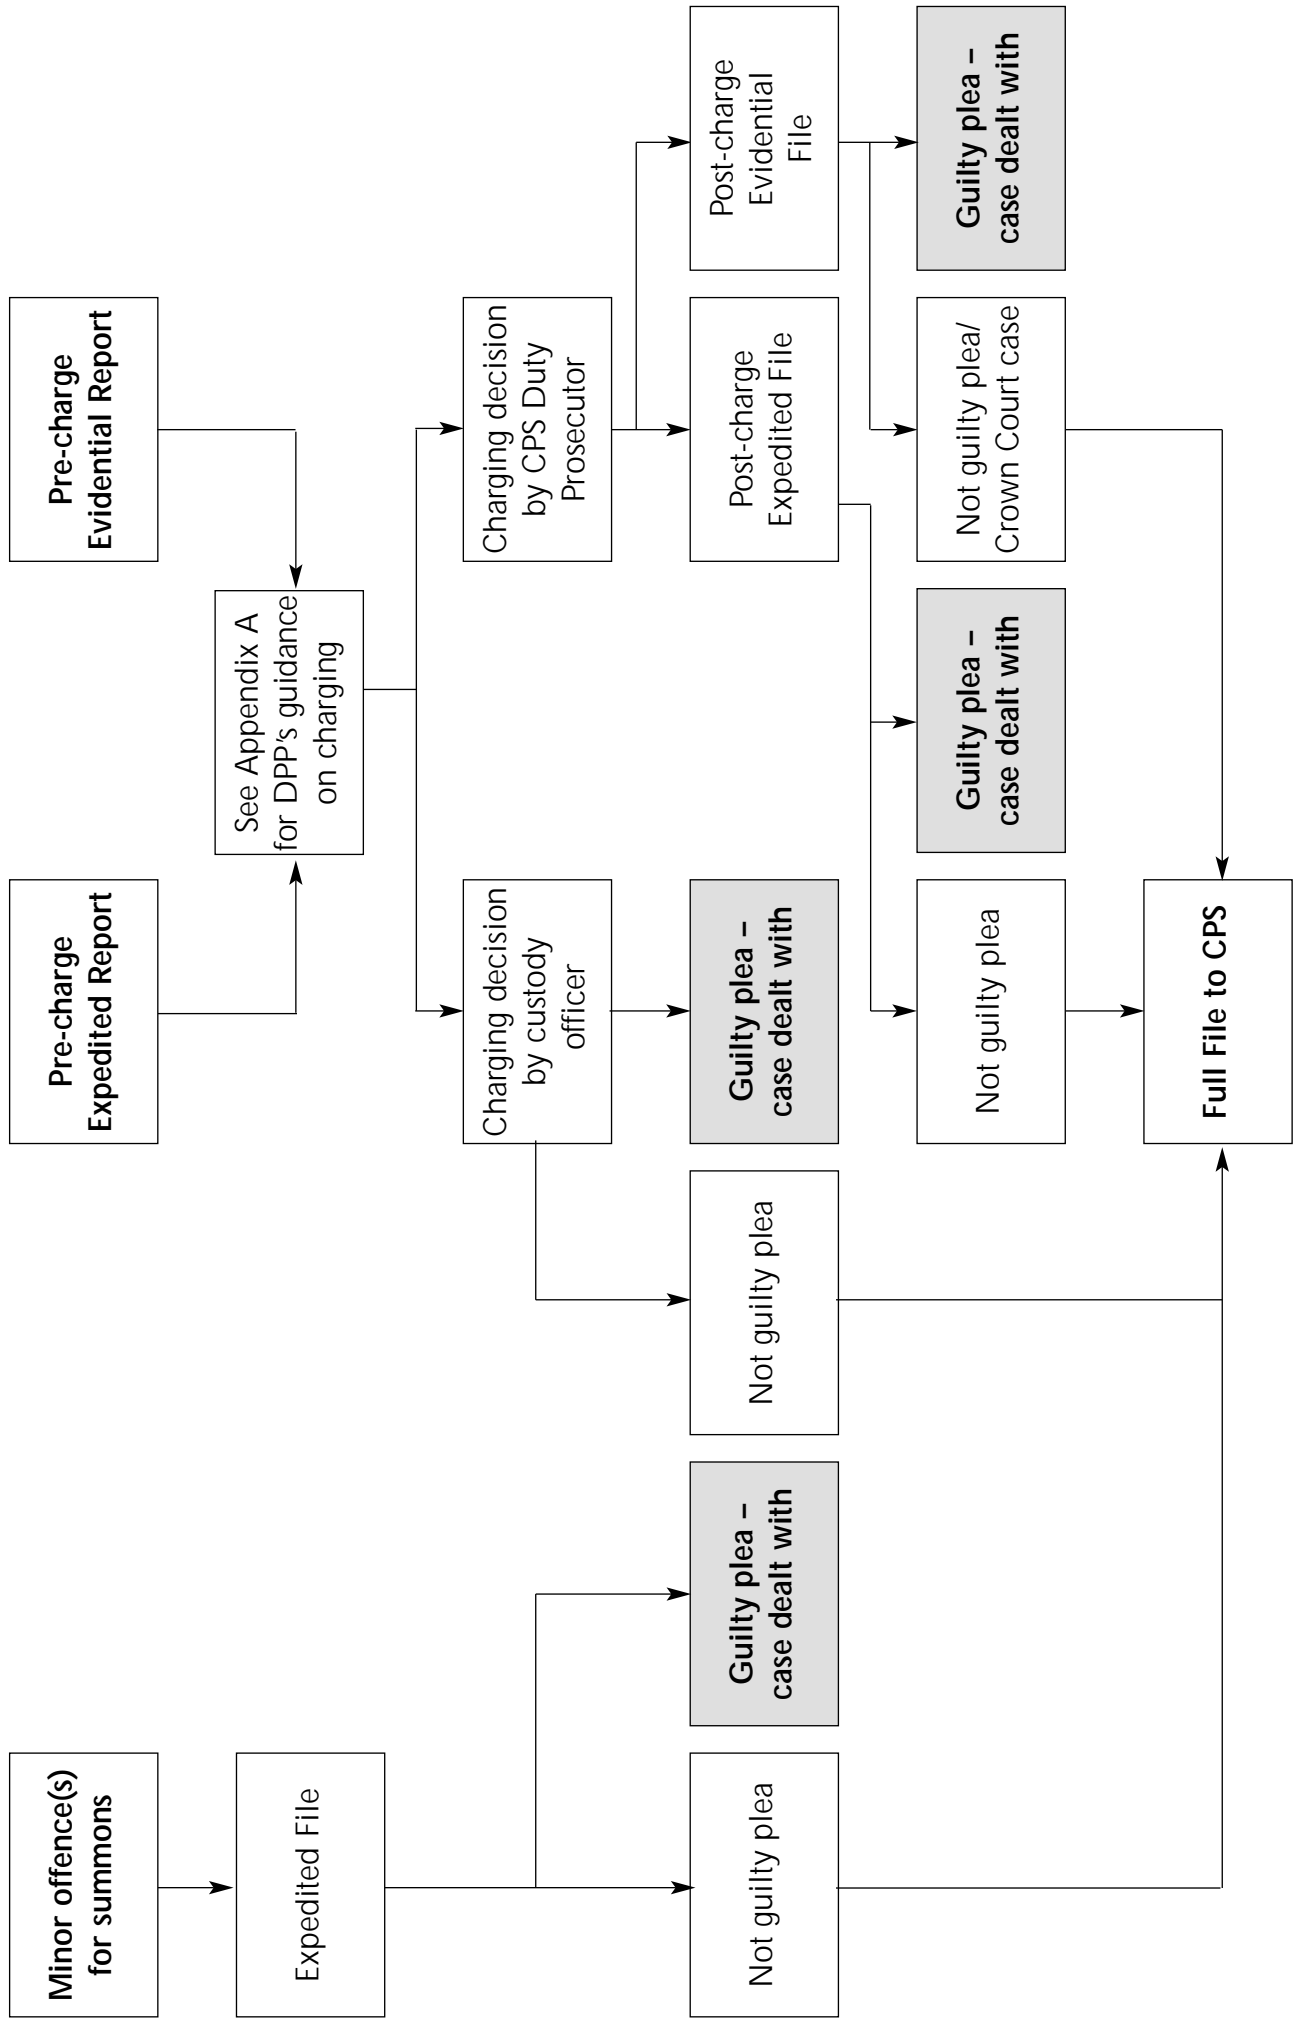 Minor offence(s)
for summons
Pre-charge
Expedited Report
Pre-charge
Evidential Report
Expedited File
See Appendix A
for DPP's guidance
on charging
Charging decision
by custody
officer
Charging decision
by CPS Duty
Prosecutor
Not guilty plea
Guilty plea –
case dealt with
Not guilty plea
Guilty plea –
case dealt with
Post-charge
Expedited File
Post-charge
Evidential
File
Not guilty plea
Guilty plea –
case dealt with
Not guilty plea/
Crown Court case
Guilty plea –
case dealt with
Full File to CPS